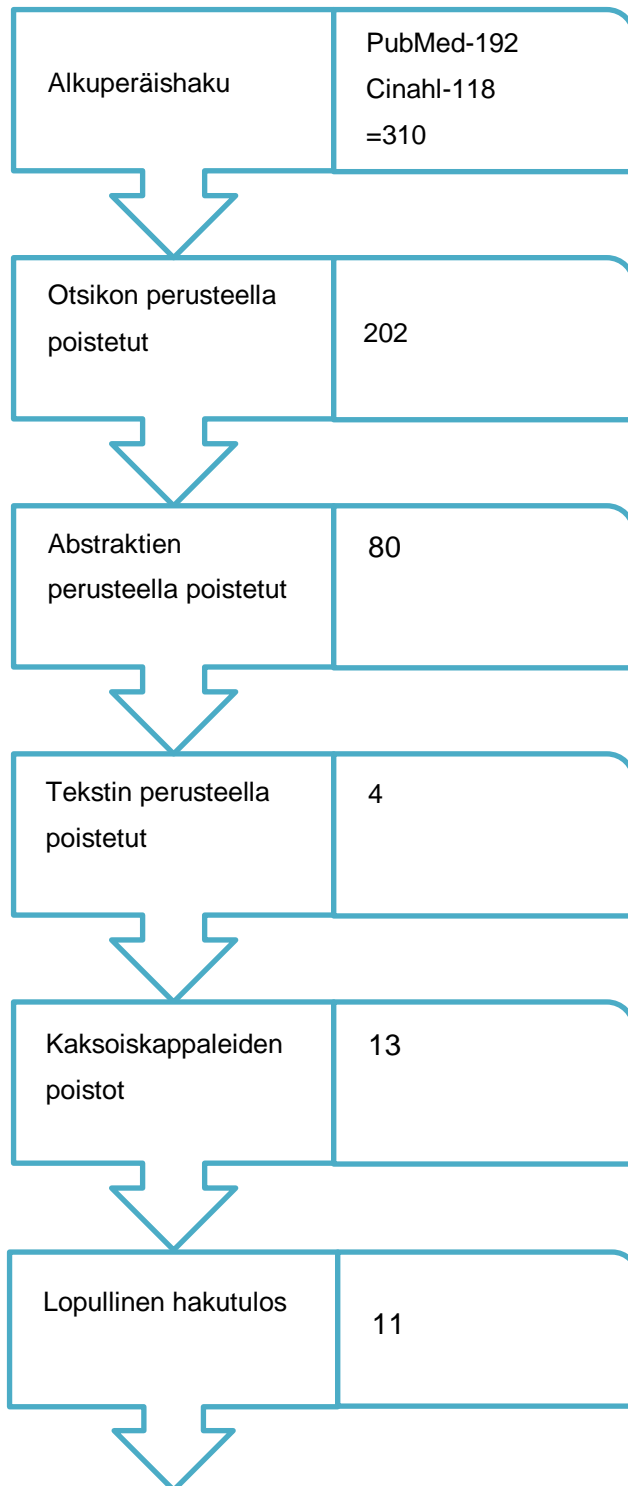 Alkuperäishaku
PubMed-192
Cinahl-118
=310
Otsikon perusteella
poistetut
202
Abstraktien
perusteella poistetut
80
Tekstin perusteella
poistetut
4
Kaksoiskappaleiden
poistot
13
Lopullinen hakutulos
11